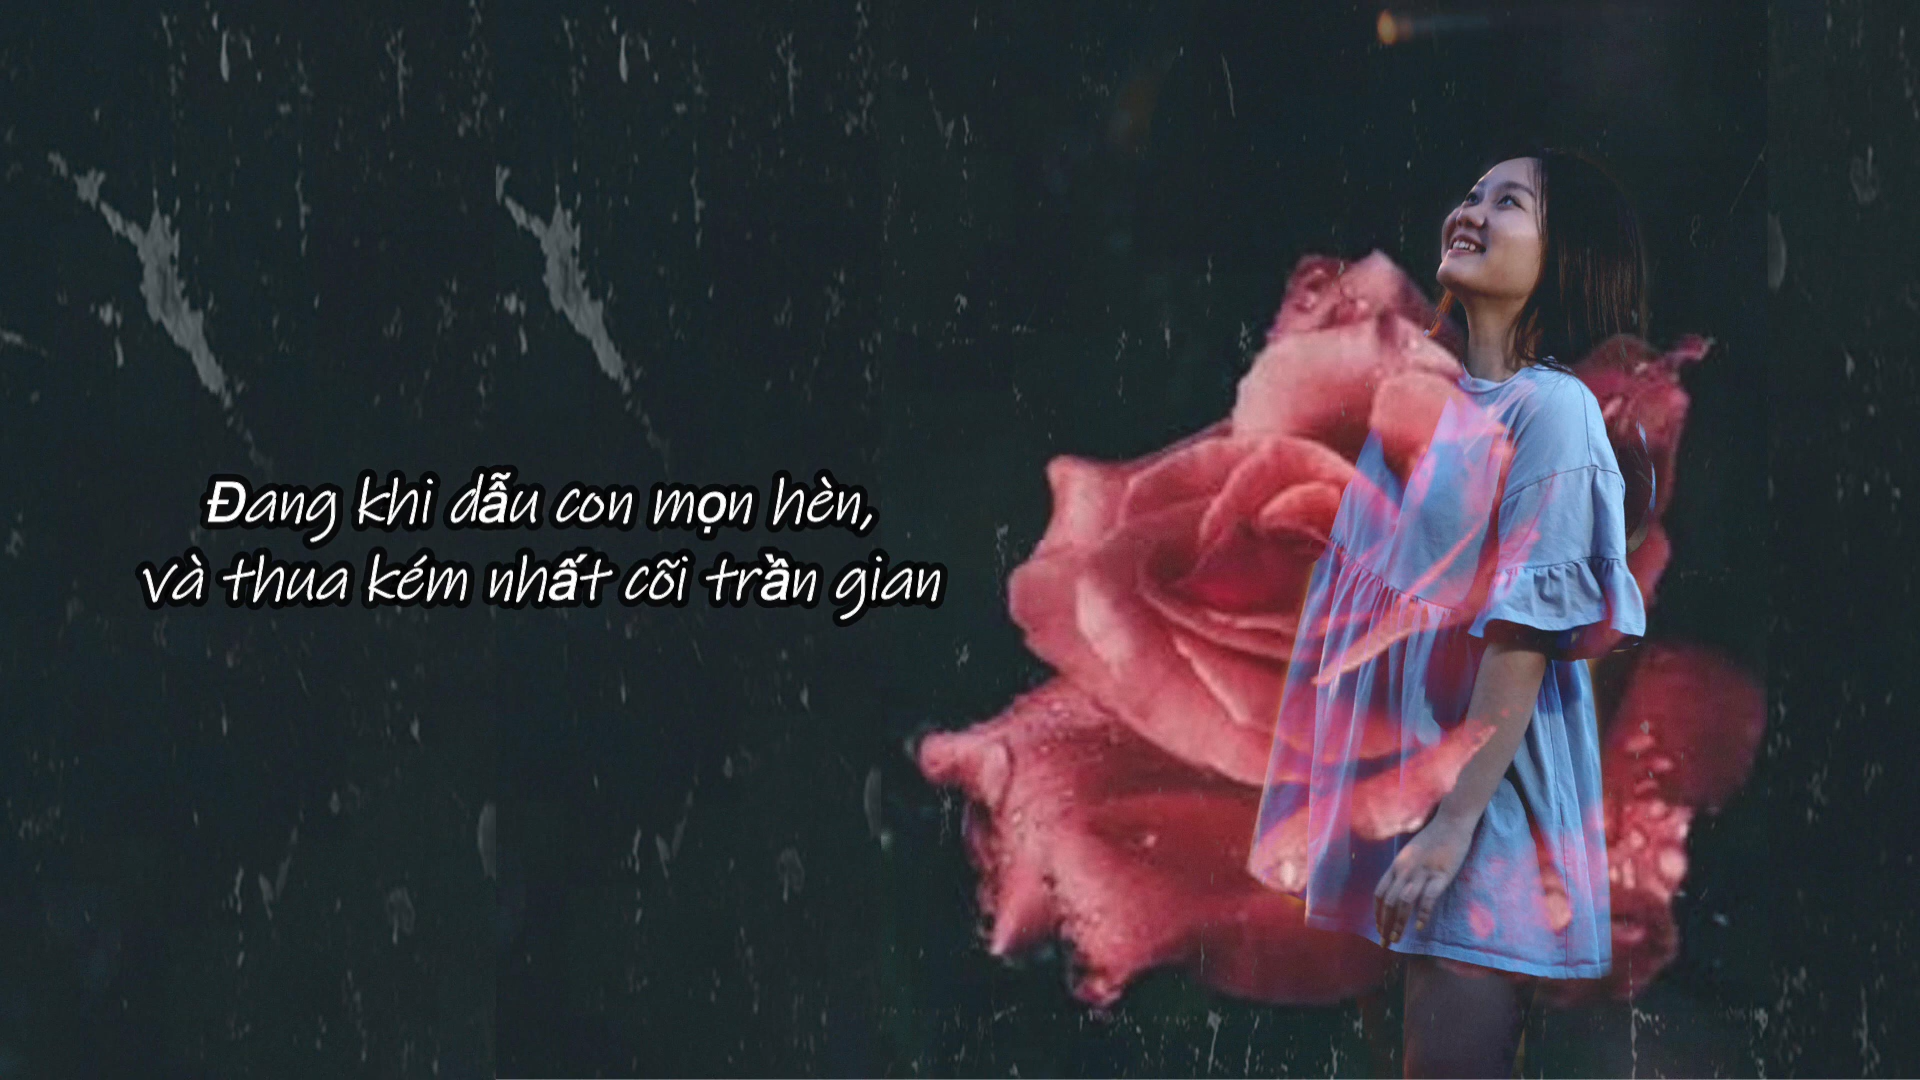 Đang khi dẫu con mọn hèn,
và thua kém nhất cõi trần gian